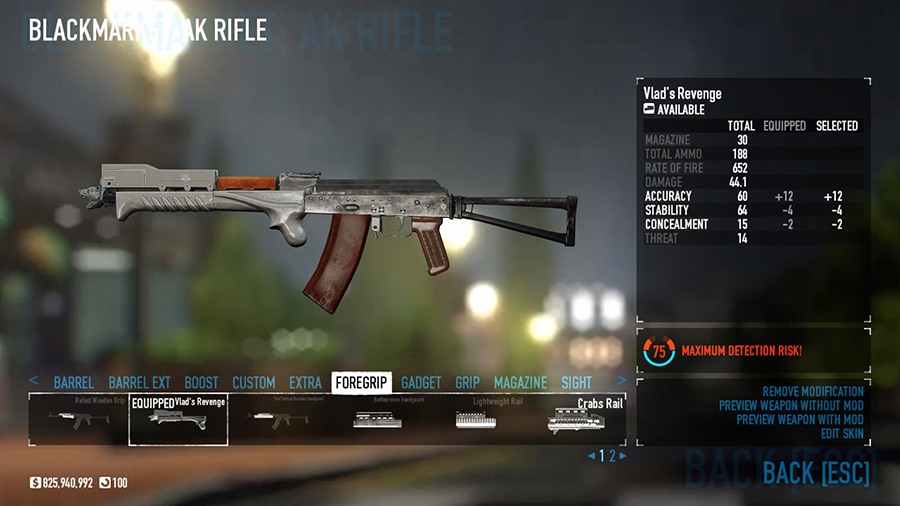 BLACKMARKET: AK RIFLE
Vlad's Revenge
AVAILABLE
TOTAL EQUIPPED SELECTED
MAGAZINE 30
TOTAL AMMO 188
RATE OF FIRE 652
DAMAGE 44.1
ACCURACY 60 +12 +12
STABILITY 64 -4 -4
CONCEALMENT 15 -2 -2
THREAT 14
75 MAXIMUM DETECTION RISK!
< BARREL BARREL EXT BOOST CUSTOM EXTRA FOREGRIP GADGET GRIP MAGAZINE SIGHT >
Railed Wooden Grip
EQUIPPED Vlad's Revenge
The Tactical Russian Handguard
Battleproven Handguard
Lightweight Rail
Crabs Rail
1 2
REMOVE MODIFICATION
PREVIEW WEAPON WITHOUT MOD
PREVIEW WEAPON WITH MOD
EDIT SKIN
BACK [ESC]
$ 825,940,992 100